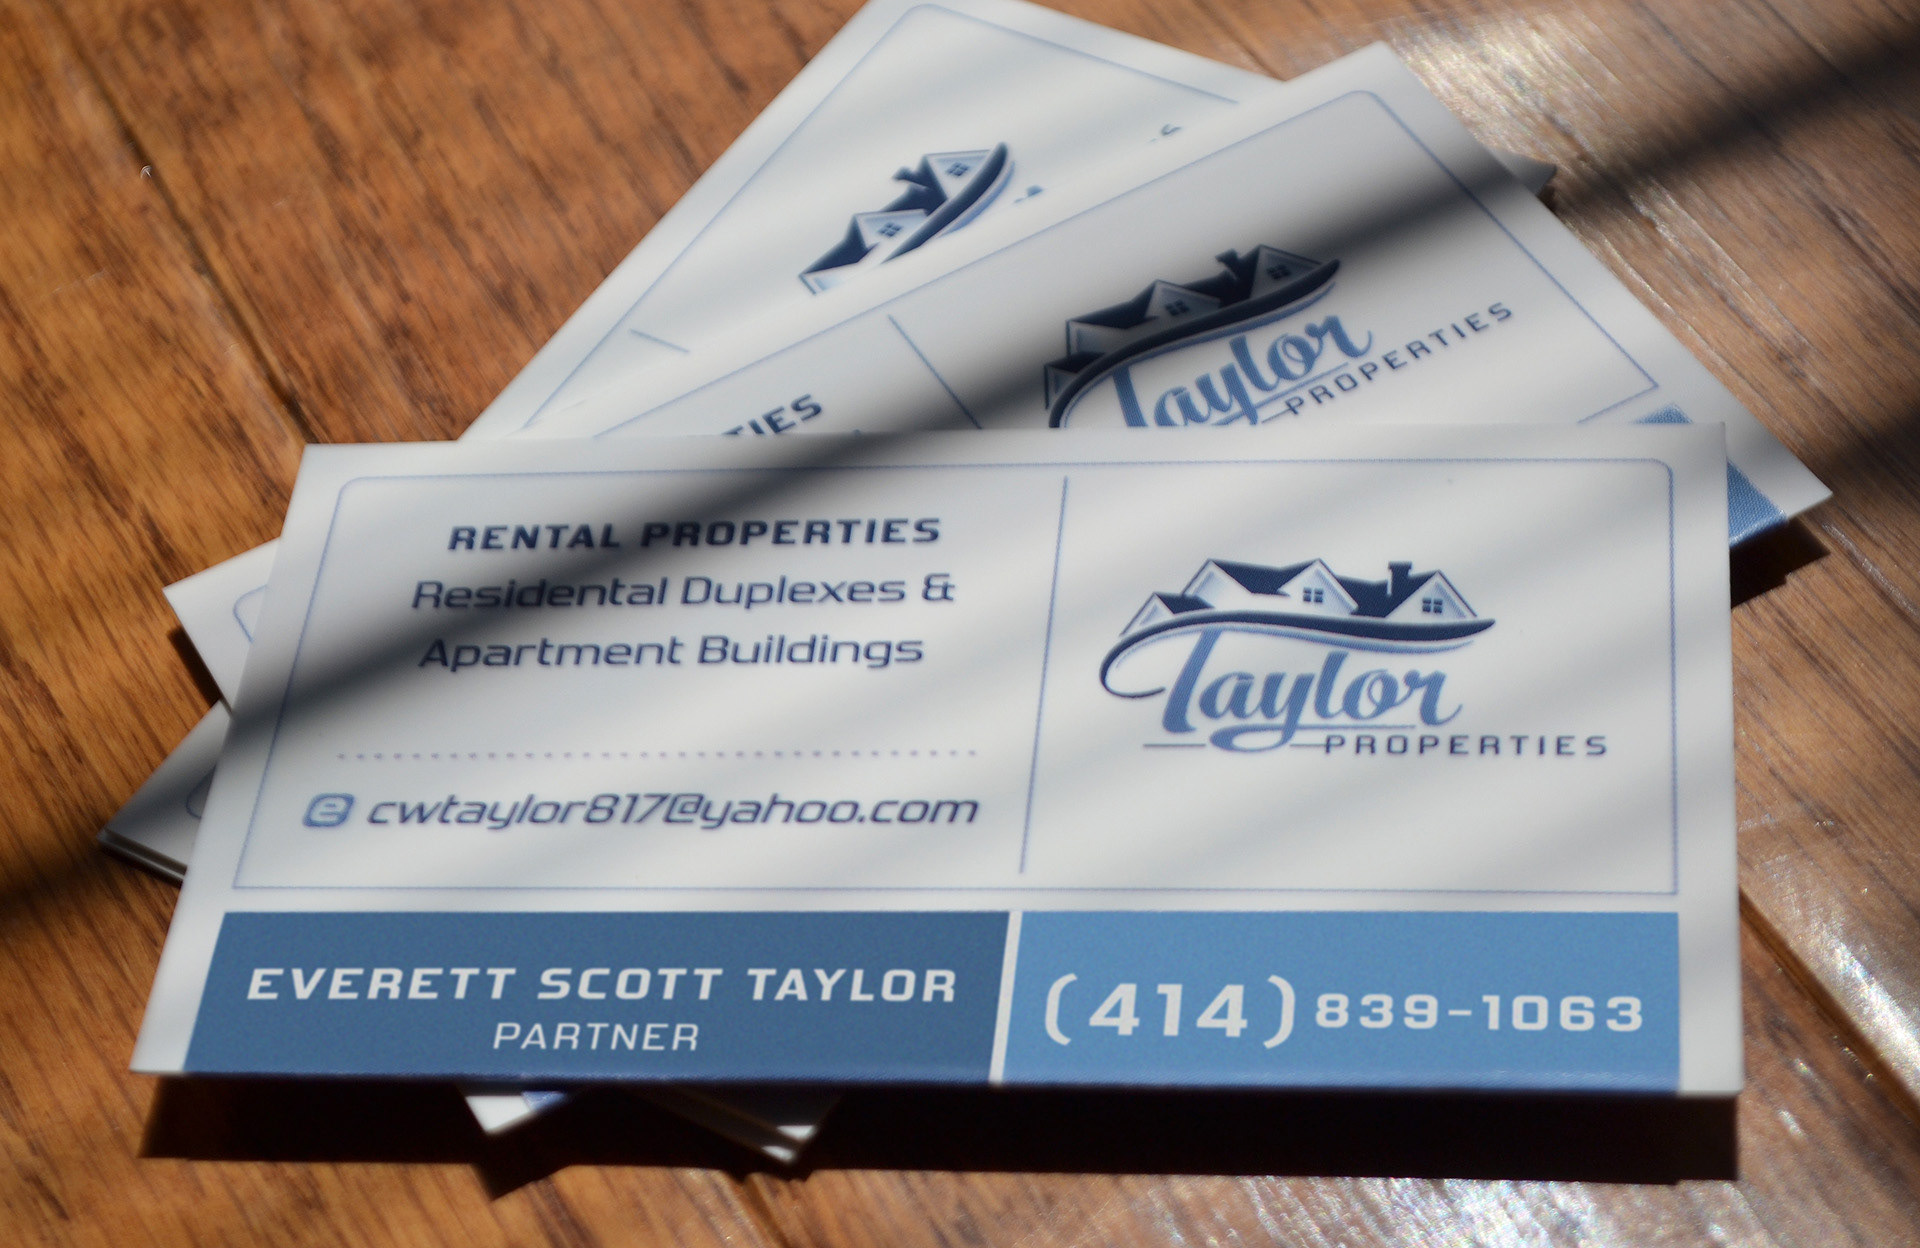 Taylor
PROPERTIES
TIES
RENTAL PROPERTIES
Residental Duplexes &
Apartment Buildings
cwtaylor817@yahoo.com
Taylor
PROPERTIES
EVERETT SCOTT TAYLOR
PARTNER
(414) 839-1063